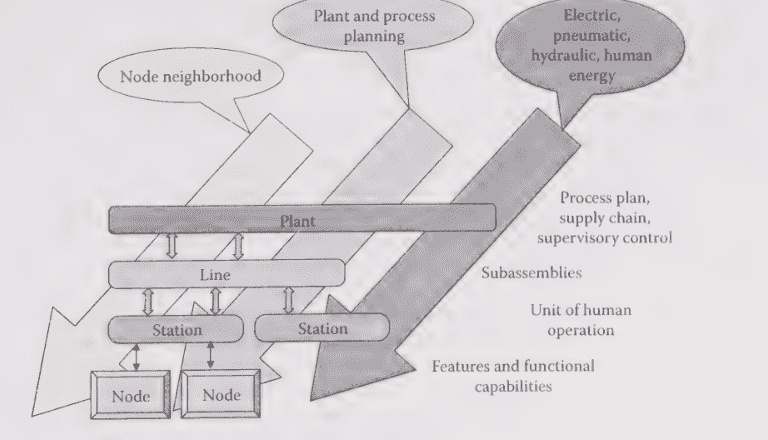 Plant and process
planning
Electric,
pneumatic,
hydraulic, human
energy
Node neighborhood
Plant
Process plan,
supply chain,
supervisory control
Line
Subassemblies
Station
Station
Unit of human
operation
Node
Node
Features and functional
capabilities